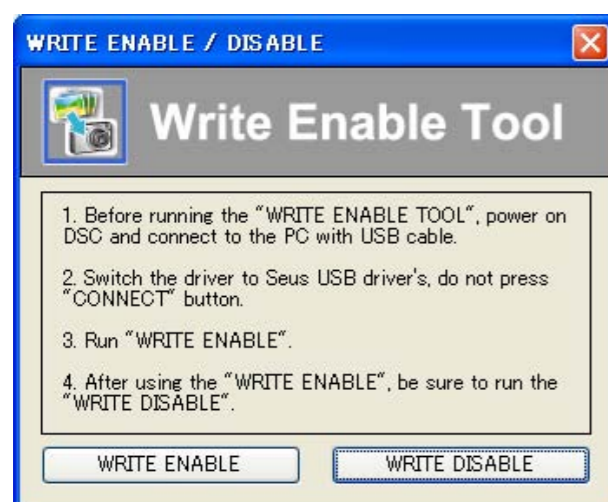 WRITE ENABLE / DISABLE
Write Enable Tool
1. Before running the "WRITE ENABLE TOOL", power on
DSC and connect to the PC with USB cable.
2. Switch the driver to Seus USB driver's, do not press
"CONNECT" button.
3. Run "WRITE ENABLE".
4. After using the "WRITE ENABLE", be sure to run the
"WRITE DISABLE".
WRITE ENABLE WRITE DISABLE